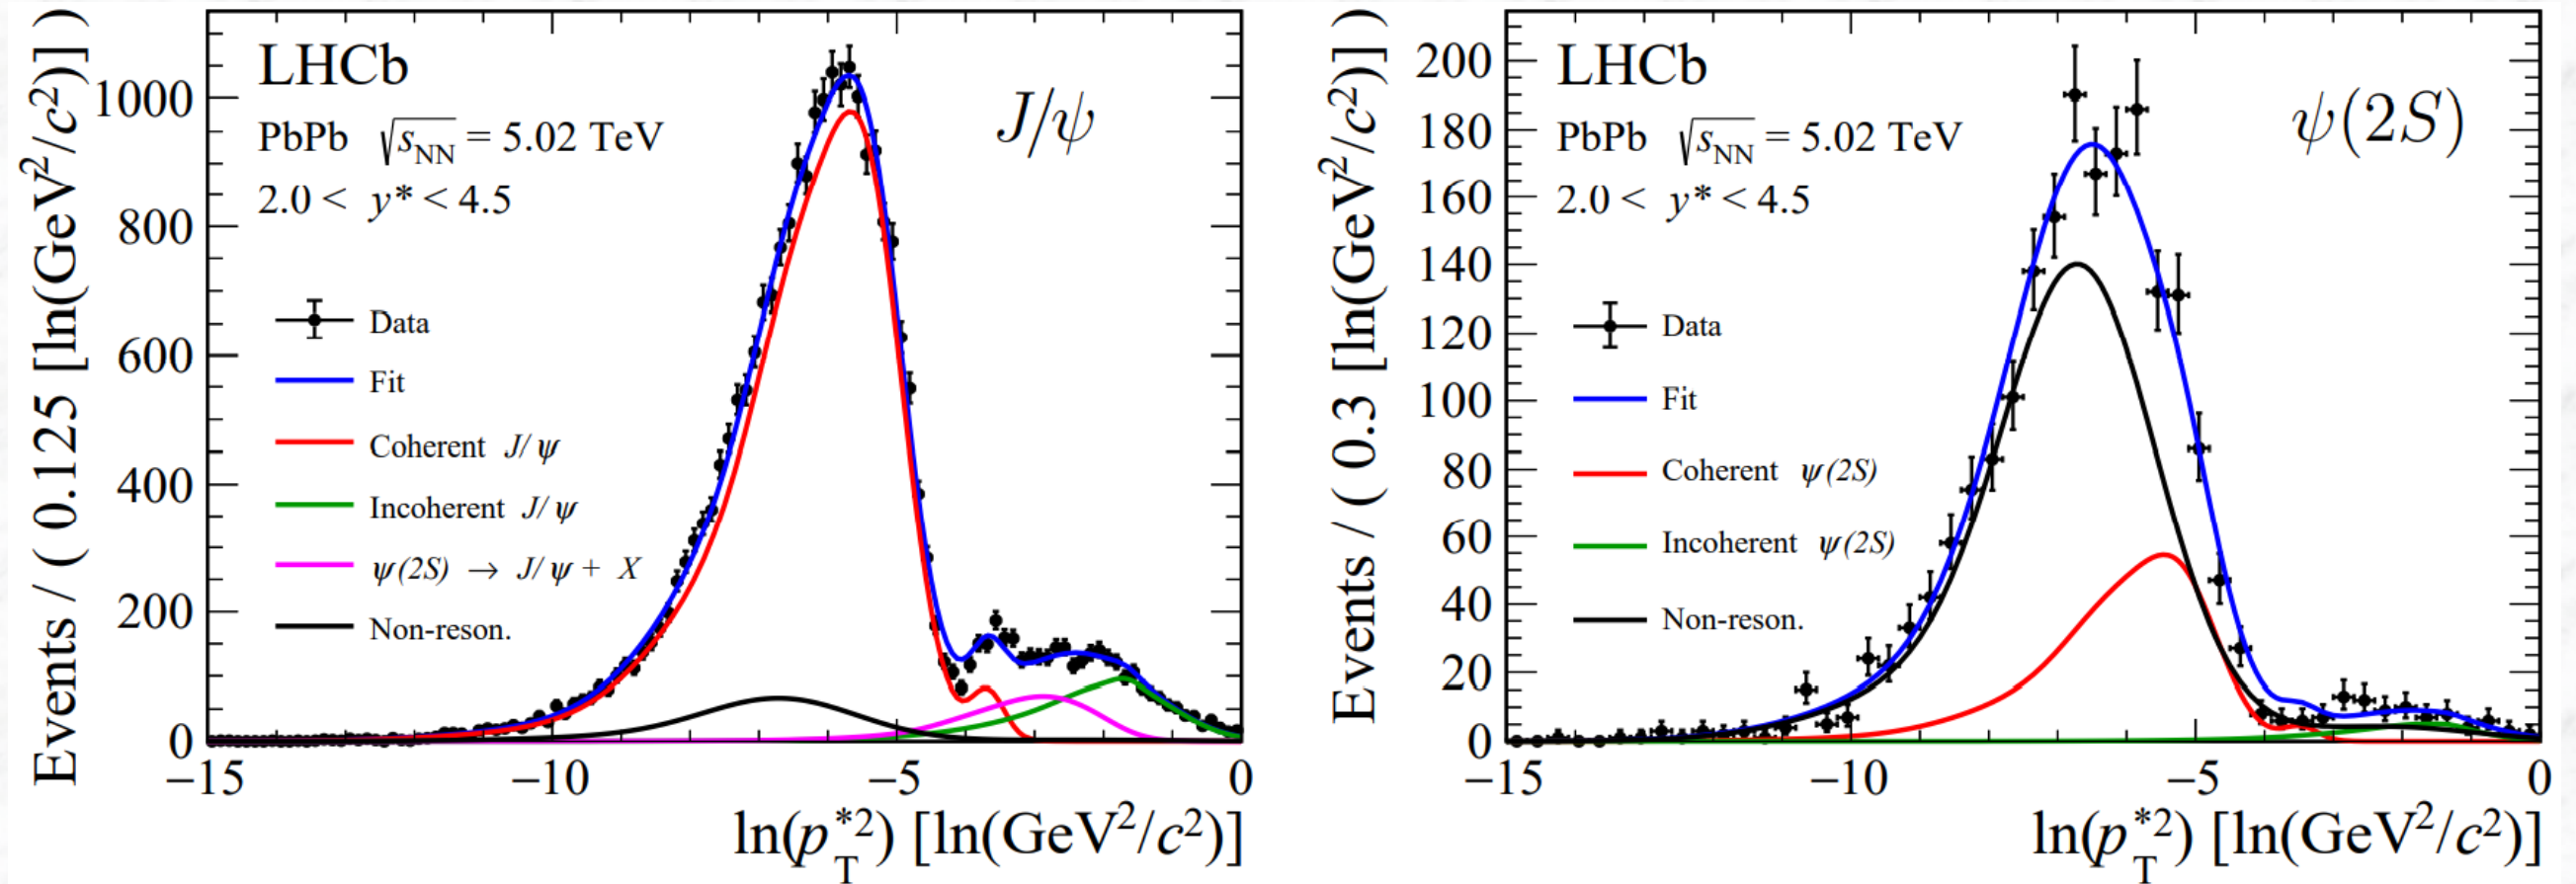 LHCb
PbPb √sNN = 5.02 TeV
2.0 < y* < 4.5
J/ψ
Data
Fit
Coherent J/ψ
Incoherent J/ψ
ψ(2S) → J/ψ + X
Non-reson.
Events / ( 0.125 [ln(GeV²/c²)] )
1000
800
600
400
200
0
−15 −10 −5 0
ln(p*²T) [ln(GeV²/c²)]
LHCb
PbPb √sNN = 5.02 TeV
2.0 < y* < 4.5
ψ(2S)
Data
Fit
Coherent ψ(2S)
Incoherent ψ(2S)
Non-reson.
Events / ( 0.3 [ln(GeV²/c²)] )
200
180
160
140
120
100
80
60
40
20
0
−15 −10 −5 0
ln(p*²T) [ln(GeV²/c²)]